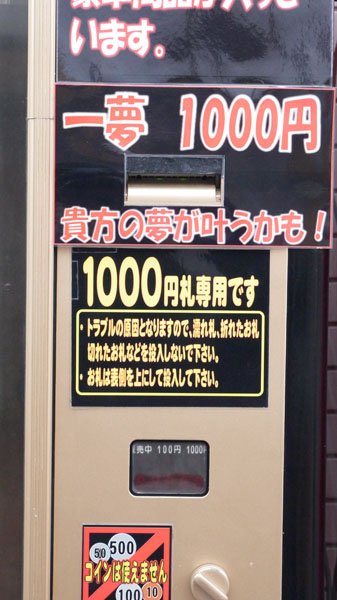 います。
一夢 1000円
貴方の夢が叶うかも!
1000円札専用です
・トラブルの原因となりますので、濡れ札、折れたお札
切れたお札などを投入しないで下さい。
・お札は表側を上にして投入して下さい。
売中 100円 1000
500 500
コインは使えません
100 10